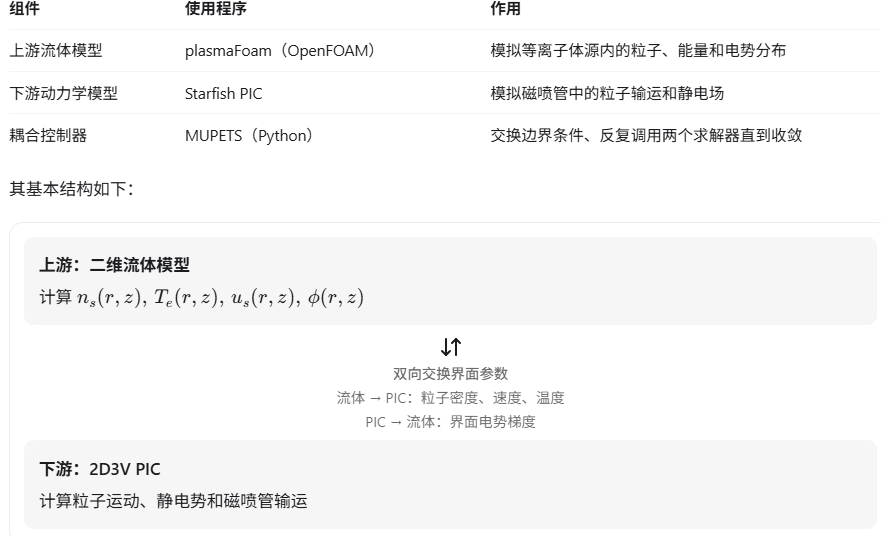 组件 使用程序 作用
上游流体模型 plasmaFoam（OpenFOAM） 模拟等离子体源内的粒子、能量和电势分布
下游动力学模型 Starfish PIC 模拟磁喷管中的粒子输运和静电场
耦合控制器 MUPETS（Python） 交换边界条件、反复调用两个求解器直到收敛
其基本结构如下：
上游：二维流体模型
计算 nₛ(r, z), Tₑ(r, z), uₛ(r, z), ϕ(r, z)
↓↑
双向交换界面参数
流体 → PIC：粒子密度、速度、温度
PIC → 流体：界面电势梯度
下游：2D3V PIC
计算粒子运动、静电势和磁喷管输运